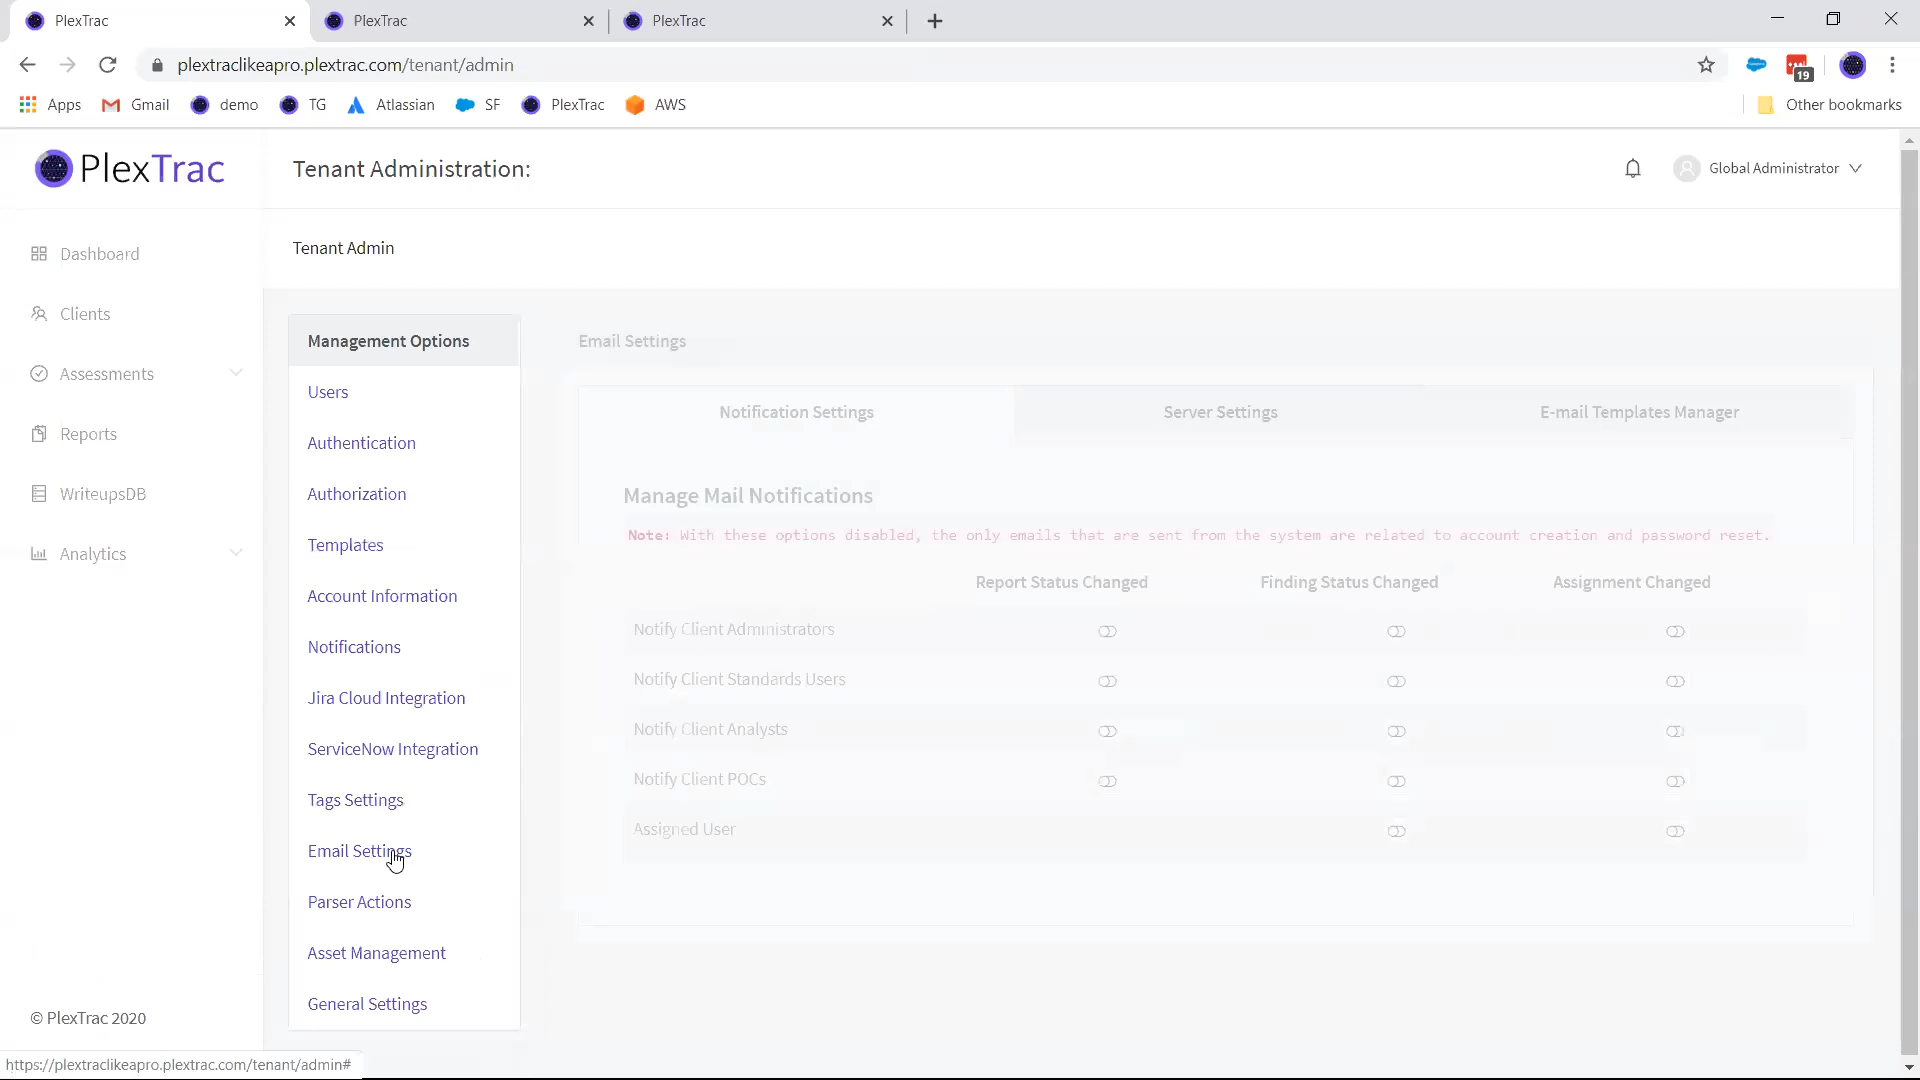 PlexTrac
PlexTrac
PlexTrac
plextraclikeapro.plextrac.com/tenant/admin
19
Apps
Gmail
demo
TG
Atlassian
SF
PlexTrac
AWS
Other bookmarks
PlexTrac
Tenant Administration:
Global Administrator
Dashboard
Clients
Assessments
Reports
WriteupsDB
Analytics
© PlexTrac 2020
Tenant Admin
Management Options
Users
Authentication
Authorization
Templates
Account Information
Notifications
Jira Cloud Integration
ServiceNow Integration
Tags Settings
Email Settings
Parser Actions
Asset Management
General Settings
Email Settings
Notification Settings
Server Settings
E-mail Templates Manager
Manage Mail Notifications
Note: With these options disabled, the only emails that are sent from the system are related to account creation and password reset.
Report Status Changed
Finding Status Changed
Assignment Changed
Notify Client Administrators
Notify Client Standards Users
Notify Client Analysts
Notify Client POCs
Assigned User
https://plextraclikeapro.plextrac.com/tenant/admin#